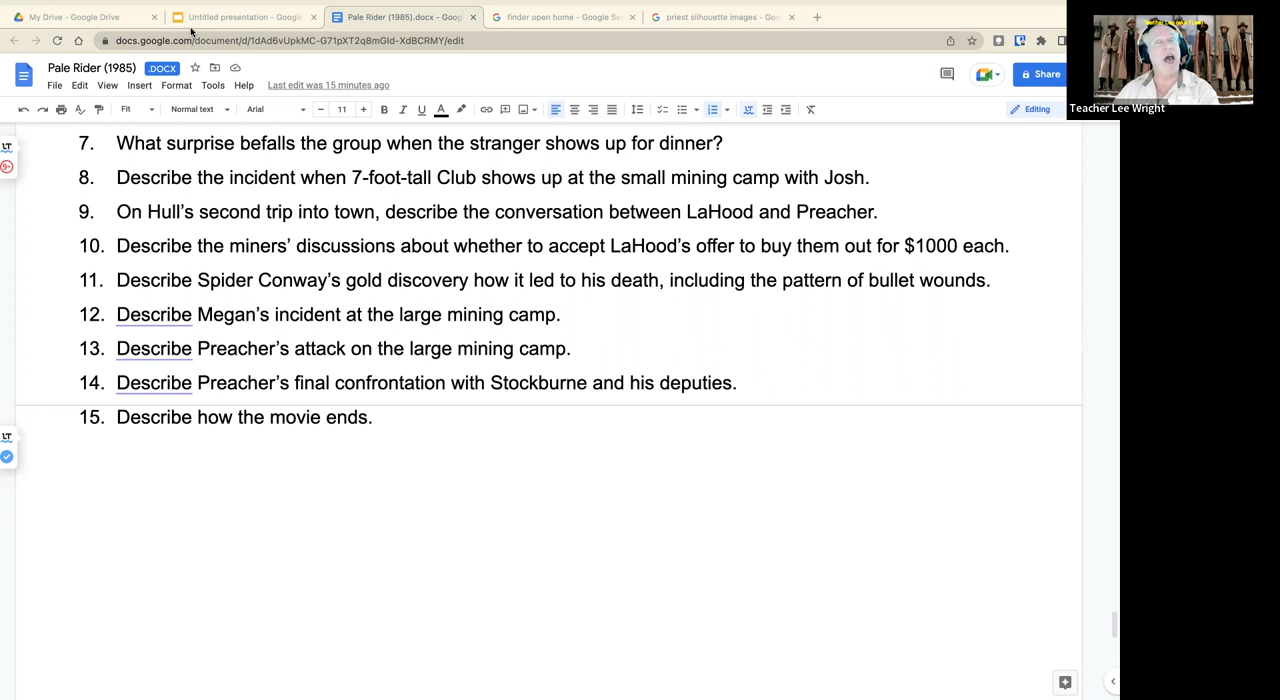 My Drive - Google Drive
Untitled presentation - Google
Pale Rider (1985).docx - Goog
finder open home - Google Se
priest silhouette images - Goo
docs.google.com/document/d/1dAd6vUpkMC-G71pXT2q8mGId-XdBCRMY/edit
Pale Rider (1985)
.DOCX
Share
File Edit View Insert Format Tools Help Last edit was 15 minutes ago
Teacher Lee Wright
Fit Normal text Arial 11 B I U A Editing
7. What surprise befalls the group when the stranger shows up for dinner?
8. Describe the incident when 7-foot-tall Club shows up at the small mining camp with Josh.
9. On Hull's second trip into town, describe the conversation between LaHood and Preacher.
10. Describe the miners' discussions about whether to accept LaHood's offer to buy them out for $1000 each.
11. Describe Spider Conway's gold discovery how it led to his death, including the pattern of bullet wounds.
12. Describe Megan's incident at the large mining camp.
13. Describe Preacher's attack on the large mining camp.
14. Describe Preacher's final confrontation with Stockburne and his deputies.
15. Describe how the movie ends.
LT
9+
LT